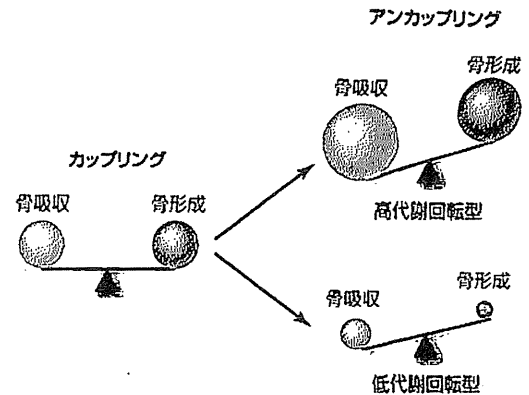 アンカップリング
骨吸収
骨形成
高代謝回転型
カップリング
骨吸収
骨形成
骨吸収
骨形成
低代謝回転型